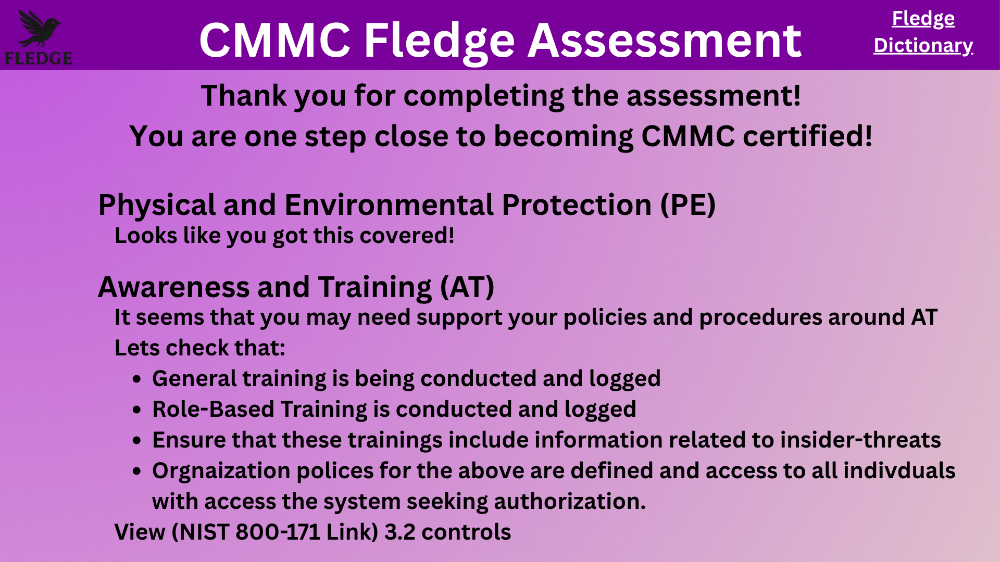 FLEDGE
CMMC Fledge Assessment
Fledge
Dictionary
Thank you for completing the assessment!
You are one step close to becoming CMMC certified!
Physical and Environmental Protection (PE)
Looks like you got this covered!
Awareness and Training (AT)
It seems that you may need support your policies and procedures around AT
Lets check that:
• General training is being conducted and logged
• Role-Based Training is conducted and logged
• Ensure that these trainings include information related to insider-threats
• Orgnaization polices for the above are defined and access to all indivduals
with access the system seeking authorization.
View (NIST 800-171 Link) 3.2 controls